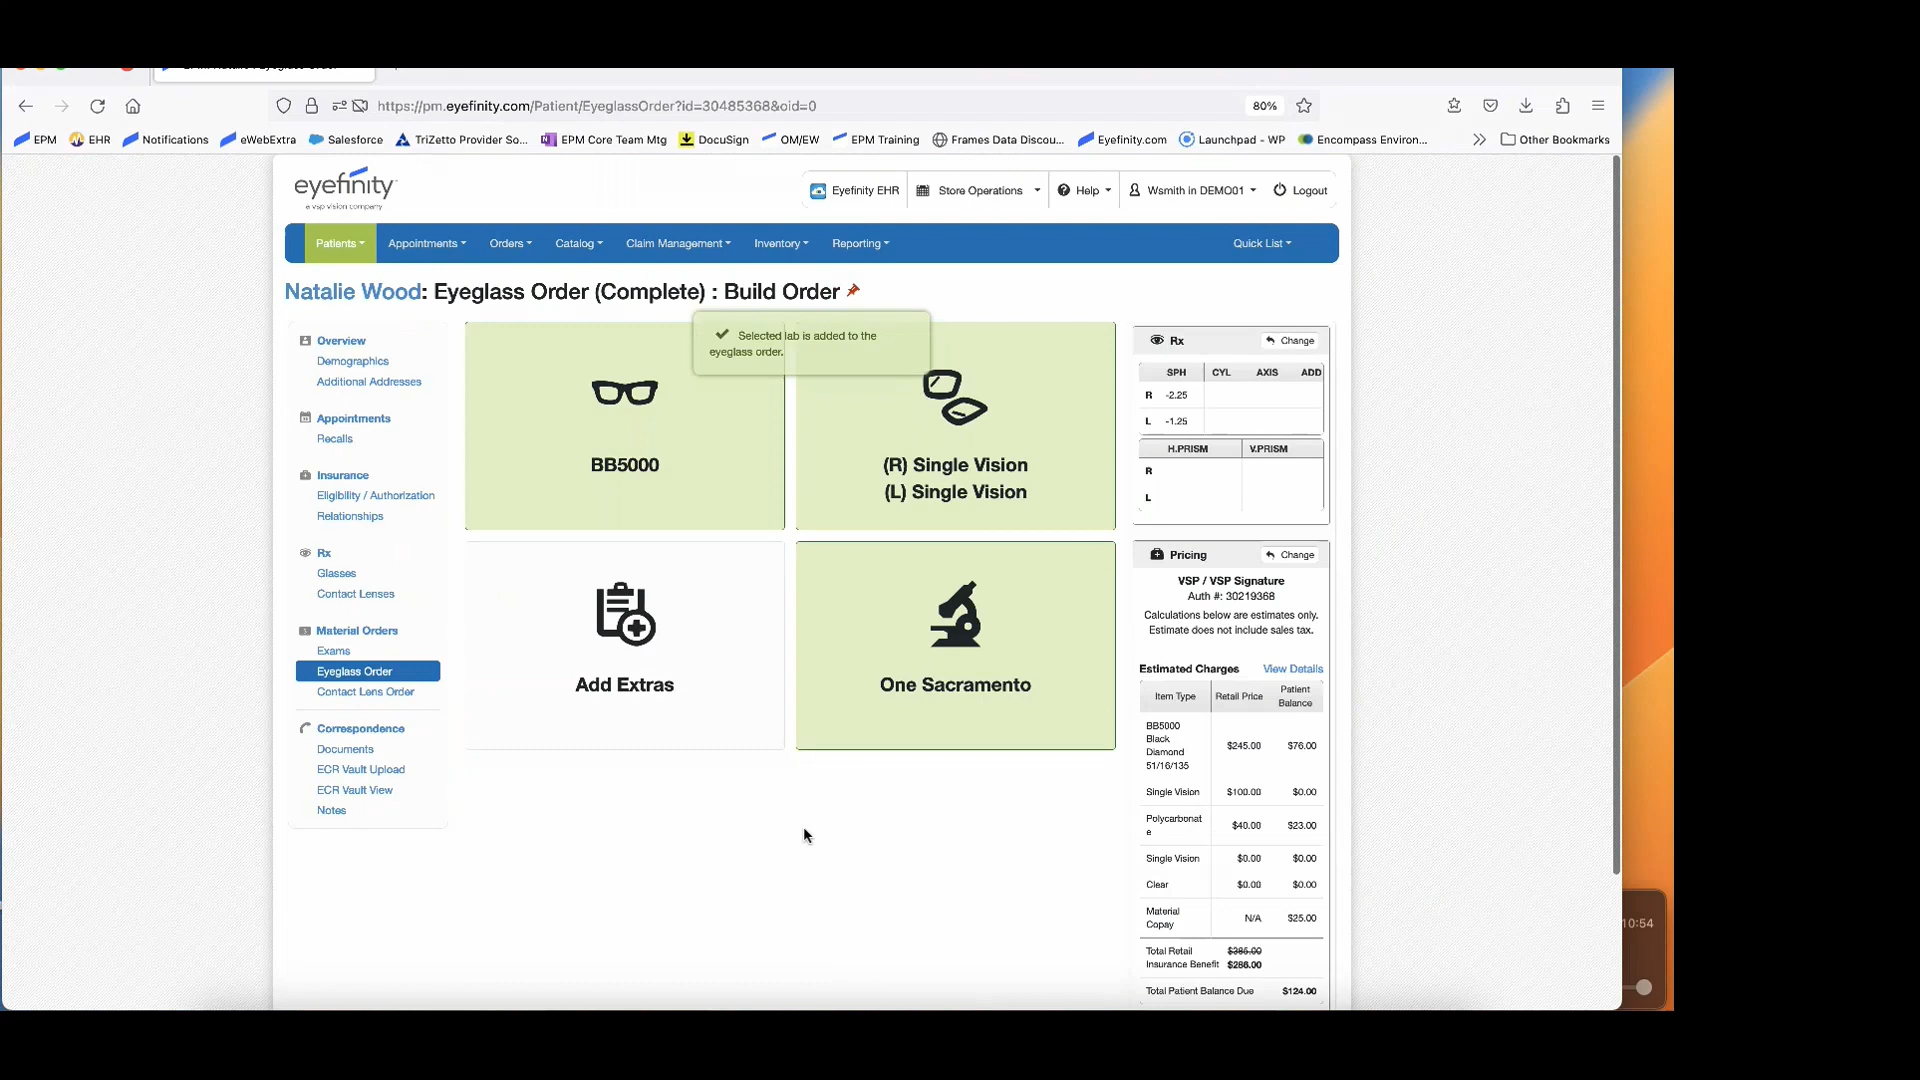 https://pm.eyefinity.com/Patient/EyeglassOrder?id=30485368&oid=0
80%
EPM
EHR
Notifications
eWebExtra
Salesforce
TriZetto Provider So...
EPM Core Team Mtg
DocuSign
OM/EW
EPM Training
Frames Data Discou...
Eyefinity.com
Launchpad - WP
Encompass Environ...
Other Bookmarks
eyefinity
a vsp vision company
Eyefinity EHR
Store Operations
Help
Wsmith in DEMO01
Logout
Patients
Appointments
Orders
Catalog
Claim Management
Inventory
Reporting
Quick List
Natalie Wood: Eyeglass Order (Complete) : Build Order
Selected lab is added to the
eyeglass order.
Overview
Demographics
Additional Addresses
Appointments
Recalls
Insurance
Eligibility / Authorization
Relationships
Rx
Glasses
Contact Lenses
Material Orders
Exams
Eyeglass Order
Contact Lens Order
Correspondence
Documents
ECR Vault Upload
ECR Vault View
Notes
BB5000
(R) Single Vision
(L) Single Vision
Add Extras
One Sacramento
Rx
Change
SPH CYL AXIS ADD
R -2.25
L -1.25
H.PRISM V.PRISM
R
L
Pricing
Change
VSP / VSP Signature
Auth #: 30219368
Calculations below are estimates only.
Estimate does not include sales tax.
Estimated Charges View Details
Item Type Retail Price Patient
Balance
BB5000
Black
Diamond
51/16/135
$245.00 $76.00
Single Vision $100.00 $0.00
Polycarbonat
e
$40.00 $23.00
Single Vision $0.00 $0.00
Clear $0.00 $0.00
Material
Copay
N/A $25.00
Total Retail $385.00
Insurance Benefit $286.00
Total Patient Balance Due $124.00
10:54